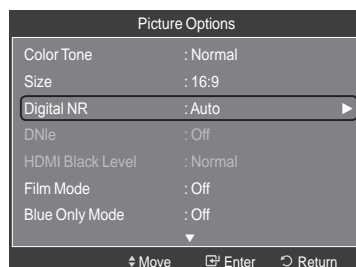 Picture Options
Color Tone : Normal
Size : 16:9
Digital NR : Auto
DNIe : Off
HDMI Black Level : Normal
Film Mode : Off
Blue Only Mode : Off
Move Enter Return